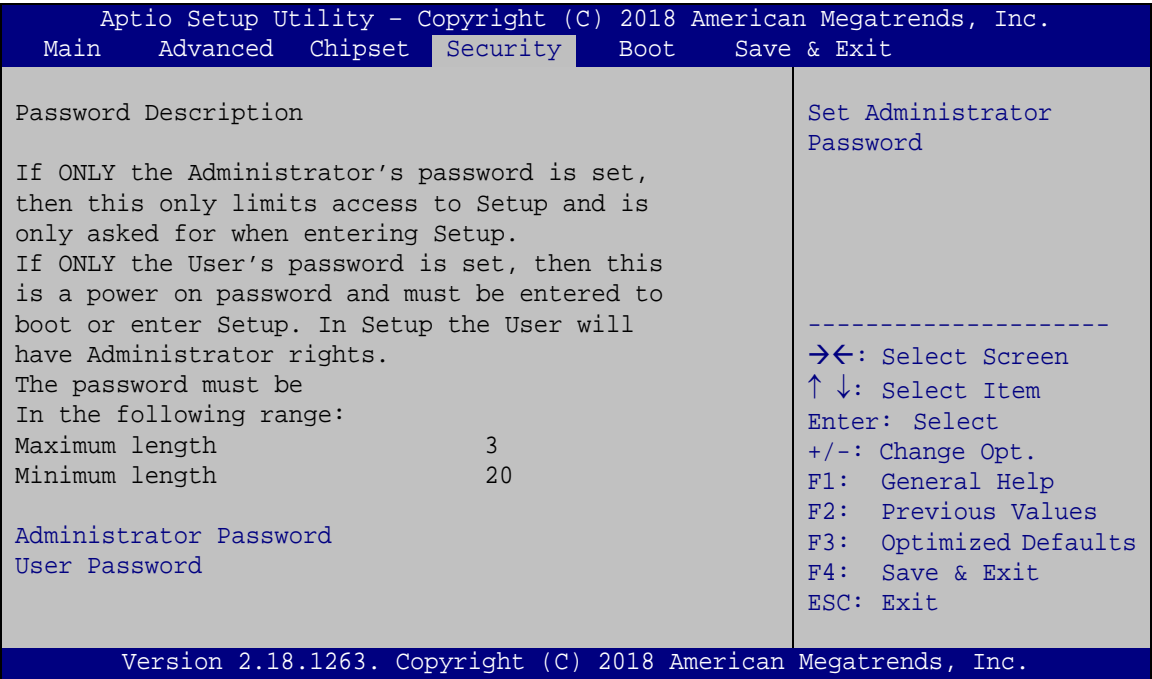 Aptio Setup Utility – Copyright (C) 2018 American Megatrends, Inc.
Main Advanced Chipset Security Boot Save & Exit
Password Description
If ONLY the Administrator’s password is set,
then this only limits access to Setup and is
only asked for when entering Setup.
If ONLY the User’s password is set, then this
is a power on password and must be entered to
boot or enter Setup. In Setup the User will
have Administrator rights.
The password must be
In the following range:
Maximum length 3
Minimum length 20
Administrator Password
User Password
Set Administrator
Password
---------------------
→←: Select Screen
↑ ↓: Select Item
Enter: Select
+/-: Change Opt.
F1: General Help
F2: Previous Values
F3: Optimized Defaults
F4: Save & Exit
ESC: Exit
Version 2.18.1263. Copyright (C) 2018 American Megatrends, Inc.